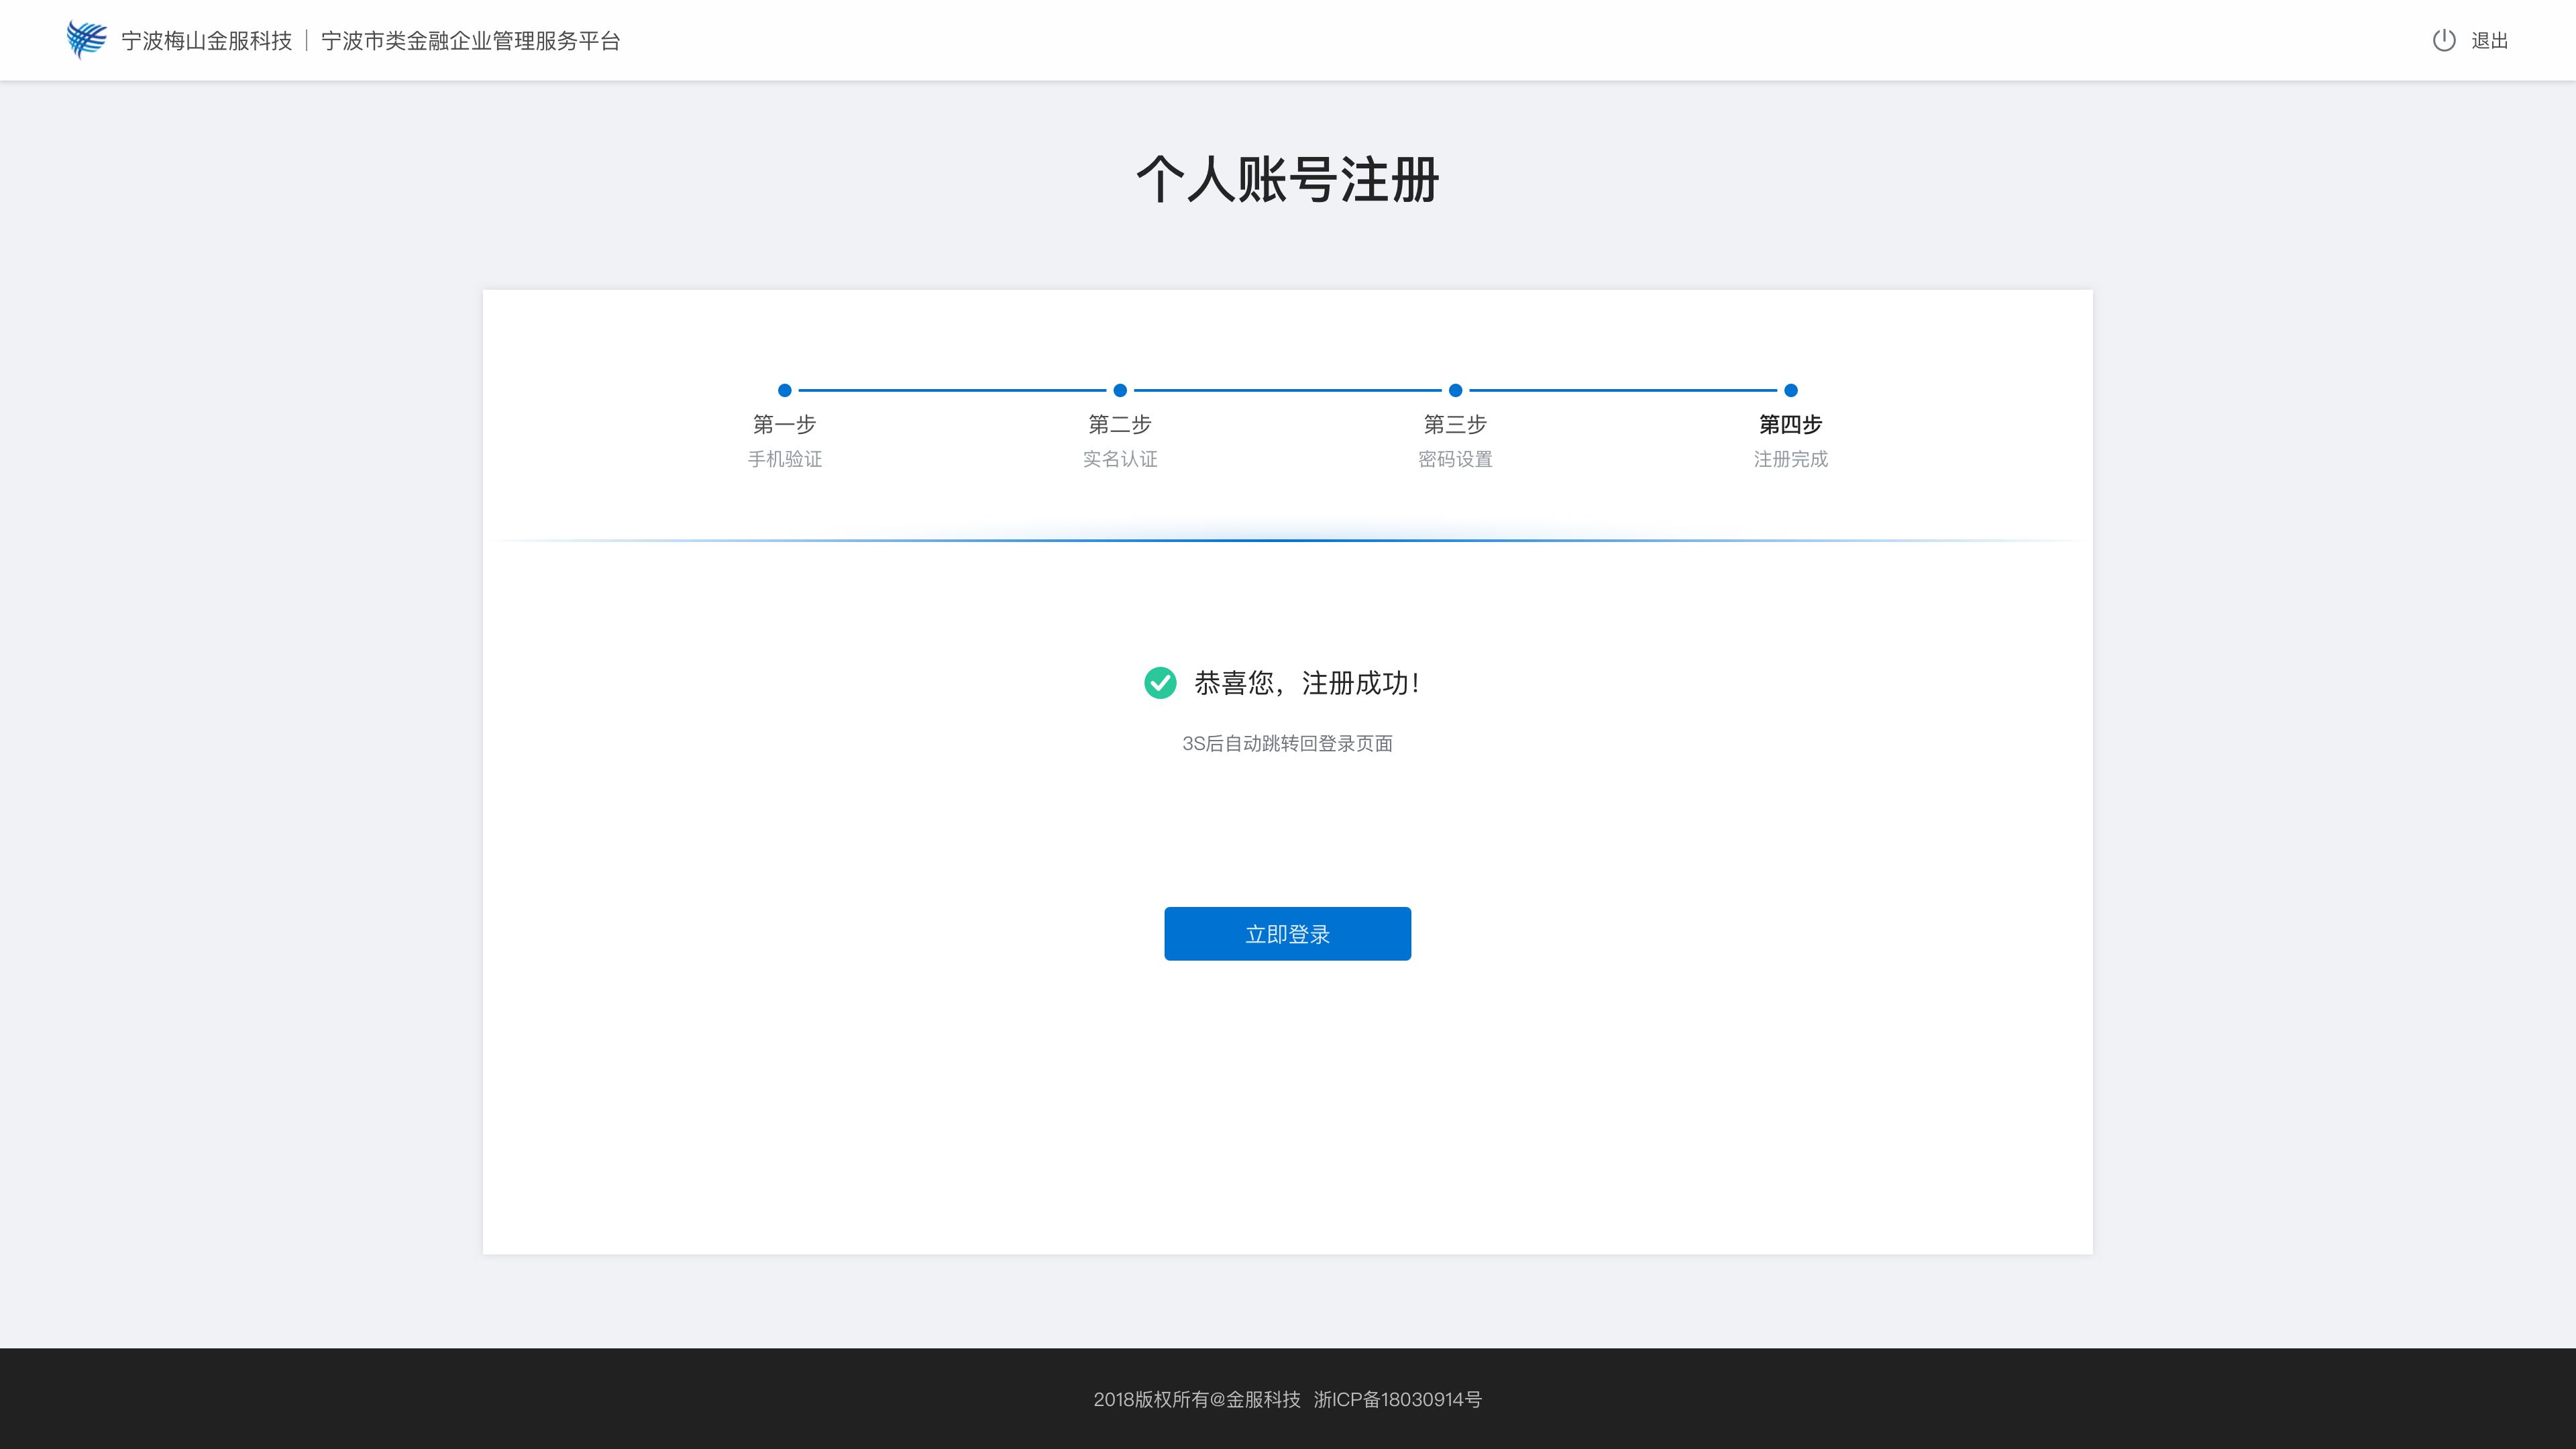 宁波梅山金服科技 | 宁波市类金融企业管理服务平台
退出
个人账号注册
第一步
手机验证
第二步
实名认证
第三步
密码设置
第四步
注册完成
恭喜您，注册成功！
3S后自动跳转回登录页面
立即登录
2018版权所有@金服科技 浙ICP备18030914号